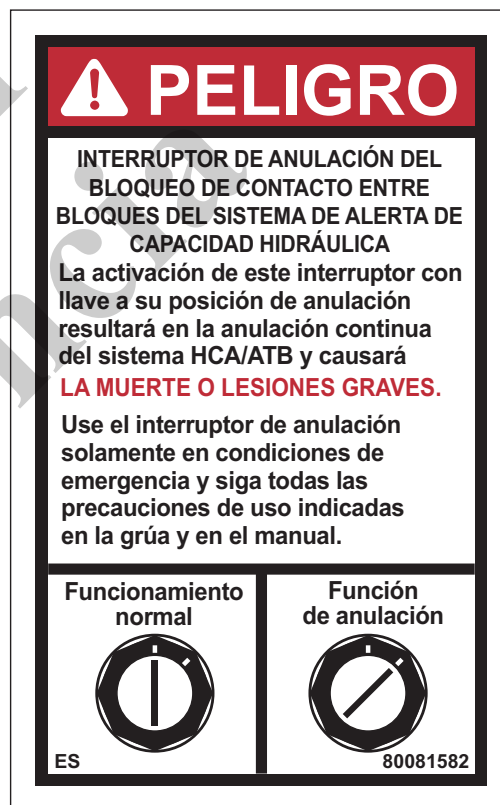 PELIGRO
INTERRUPTOR DE ANULACIÓN DEL
BLOQUEO DE CONTACTO ENTRE
BLOQUES DEL SISTEMA DE ALERTA DE
CAPACIDAD HIDRÁULICA
La activación de este interruptor con
llave a su posición de anulación
resultará en la anulación continua
del sistema HCA/ATB y causará
LA MUERTE O LESIONES GRAVES.
Use el interruptor de anulación
solamente en condiciones de
emergencia y siga todas las
precauciones de uso indicadas
en la grúa y en el manual.
Funcionamiento
normal
Función
de anulación
ES
80081582